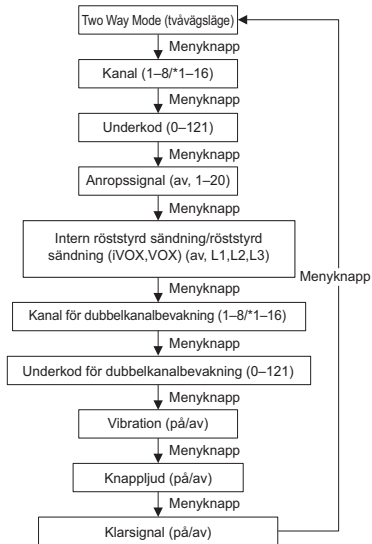 Two Way Mode (tvåvägsläge)
Menyknapp
Kanal (1–8/*1–16)
Menyknapp
Underkod (0–121)
Menyknapp
Anropssignal (av, 1–20)
Menyknapp
Intern röststyrd sändning/röststyrd
sändning (iVOX,VOX) (av, L1,L2,L3)
Menyknapp
Menyknapp
Kanal för dubbelkanalbevakning (1–8/*1–16)
Menyknapp
Underkod för dubbelkanalbevakning (0–121)
Menyknapp
Vibration (på/av)
Menyknapp
Knappljud (på/av)
Menyknapp
Klarsignal (på/av)